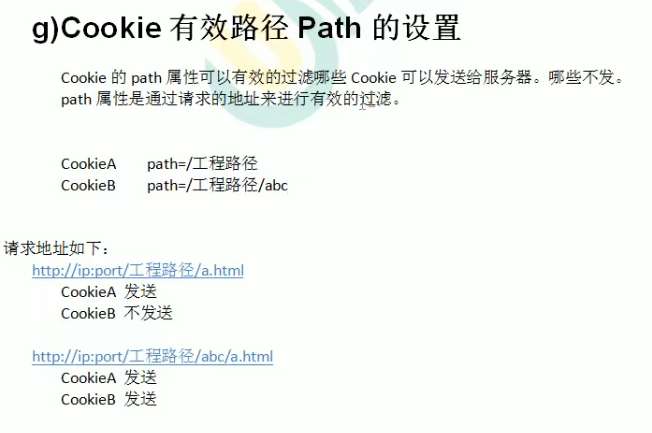 g)Cookie 有效路径 Path 的设置
Cookie 的 path 属性可以有效的过滤哪些 Cookie 可以发送给服务器。哪些不发。
path 属性是通过请求的地址来进行有效的过滤。
CookieA path=/工程路径
CookieB path=/工程路径/abc
请求地址如下：
http://ip:port/工程路径/a.html
CookieA 发送
CookieB 不发送
http://ip:port/工程路径/abc/a.html
CookieA 发送
CookieB 发送